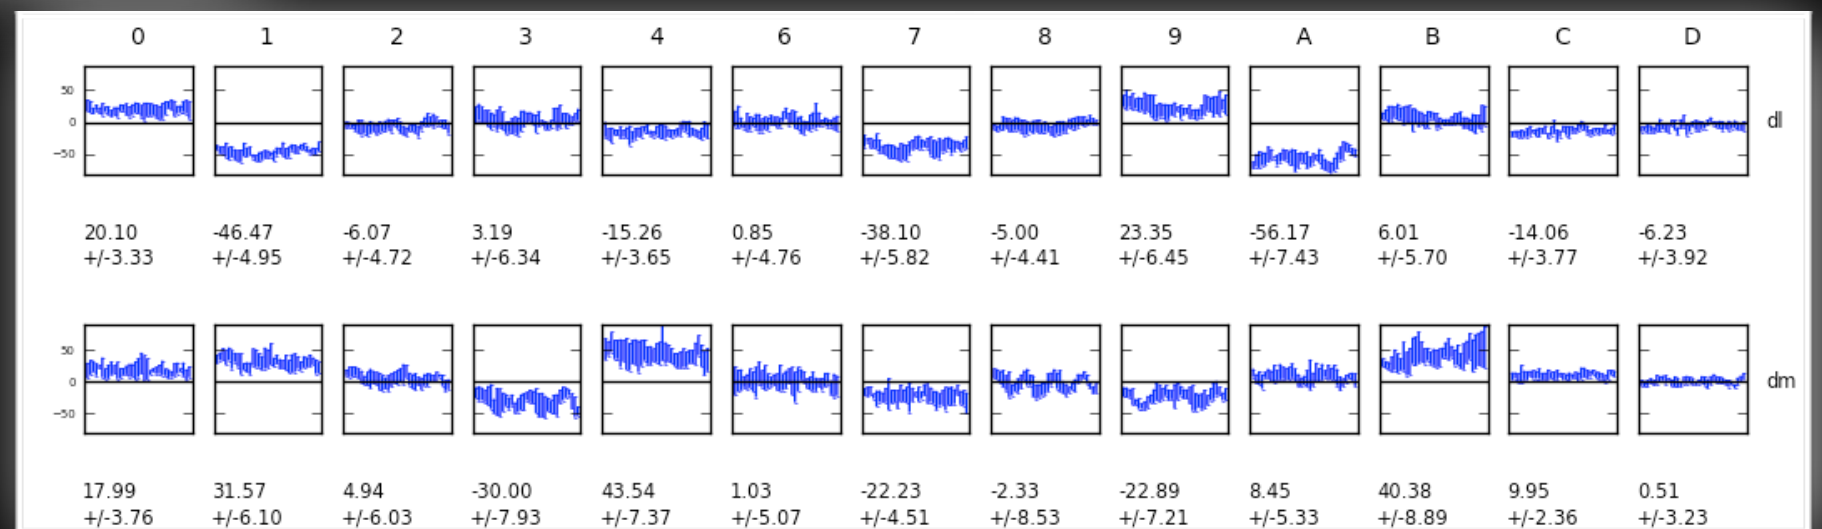 0 1 2 3 4 6 7 8 9 A B C D
50
0
−50
dl
20.10 -46.47 -6.07 3.19 -15.26 0.85 -38.10 -5.00 23.35 -56.17 6.01 -14.06 -6.23
+/-3.33 +/-4.95 +/-4.72 +/-6.34 +/-3.65 +/-4.76 +/-5.82 +/-4.41 +/-6.45 +/-7.43 +/-5.70 +/-3.77 +/-3.92
50
0
−50
dm
17.99 31.57 4.94 -30.00 43.54 1.03 -22.23 -2.33 -22.89 8.45 40.38 9.95 0.51
+/-3.76 +/-6.10 +/-6.03 +/-7.93 +/-7.37 +/-5.07 +/-4.51 +/-8.53 +/-7.21 +/-5.33 +/-8.89 +/-2.36 +/-3.23